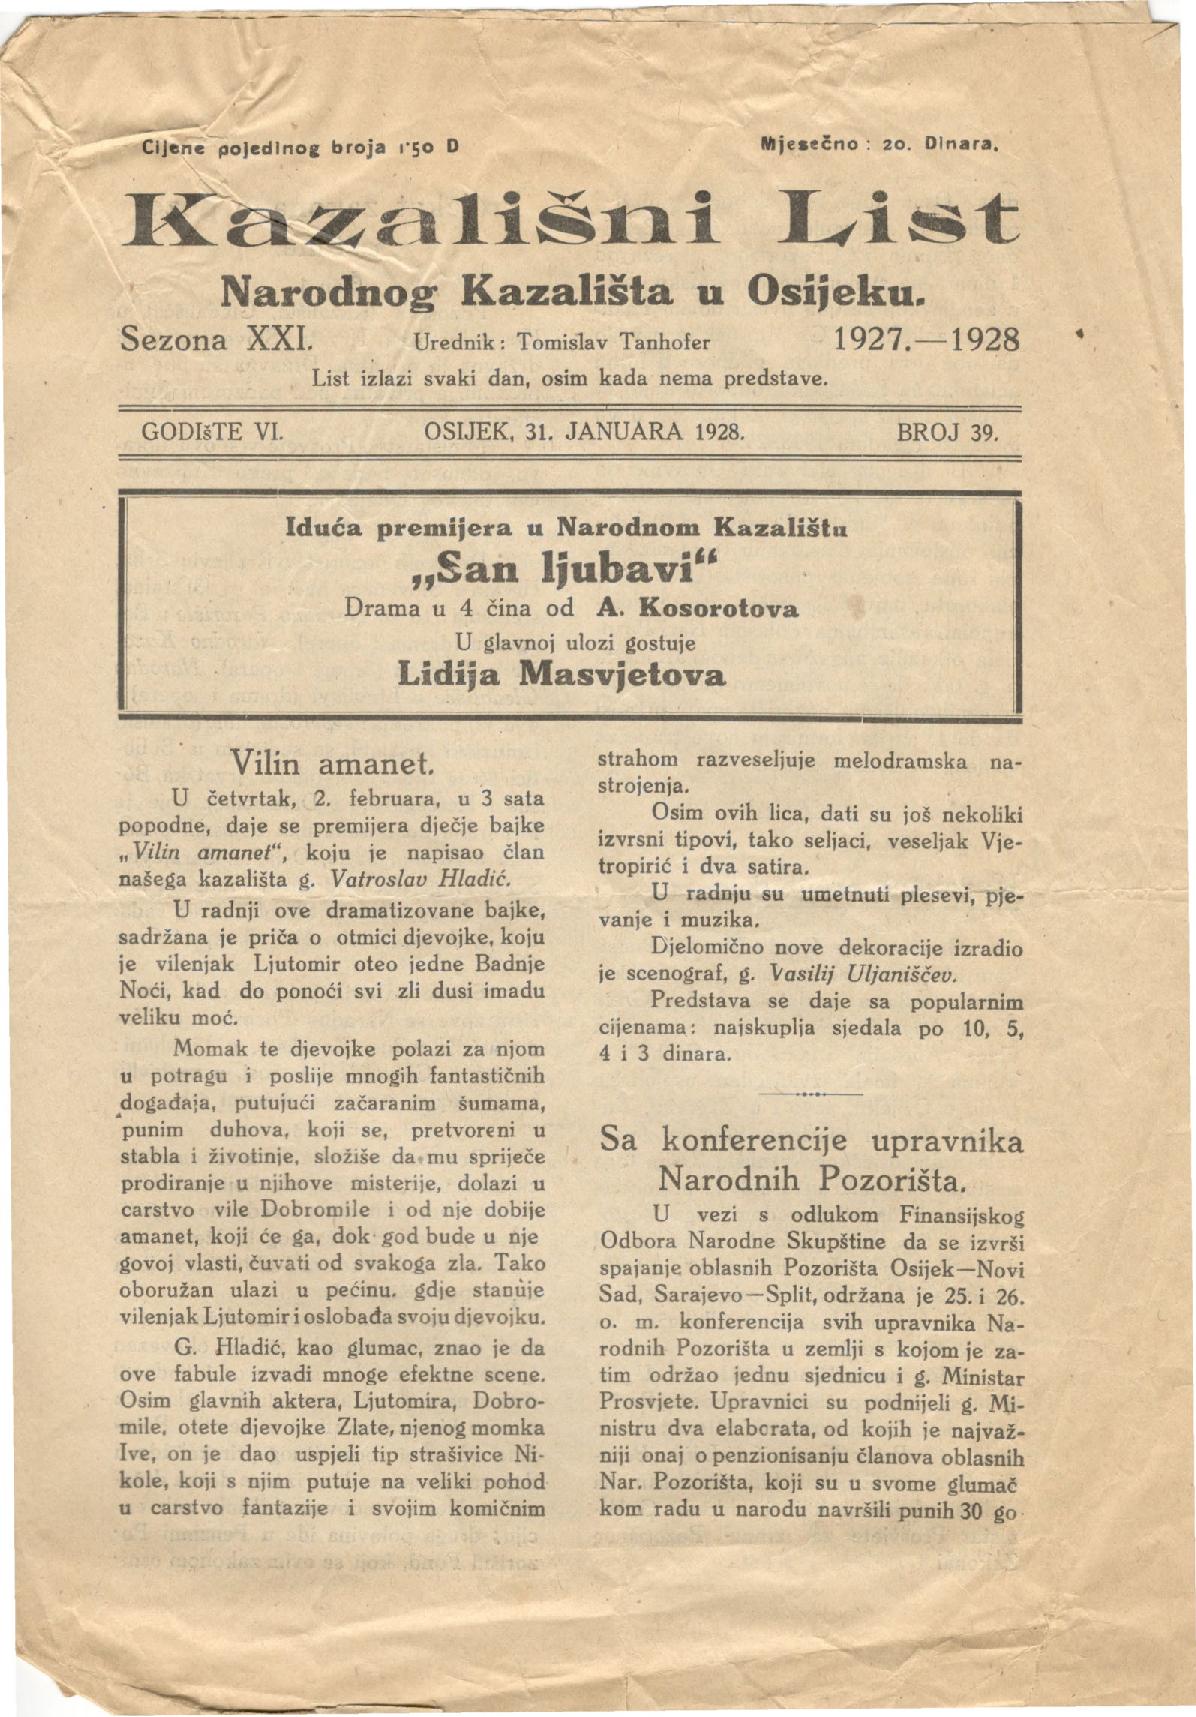 Cijene pojedinog broja 1·50 D
Mjesečno : 20. Dinara.
Kazališni List
Narodnog Kazališta u Osijeku.
Sezona XXI. Urednik: Tomislav Tanhofer 1927.—1928
List izlazi svaki dan, osim kada nema predstave.
GODIšTE VI. OSIJEK, 31. JANUARA 1928. BROJ 39.
Iduća premijera u Narodnom Kazalištu
„San ljubavi“
Drama u 4 čina od A. Kosorotova
U glavnoj ulozi gostuje
Lidija Masvjetova
Vilin amanet.
U četvrtak, 2. februara, u 3 sata
popodne, daje se premijera dječje bajke
„Vilin amanet“, koju je napisao član
našega kazališta g. Vatroslav Hladić.
U radnji ove dramatizovane bajke,
sadržana je priča o otmici djevojke, koju
je vilenjak Ljutomir oteo jedne Badnje
Noći, kad do ponoći svi zli dusi imadu
veliku moć.
Momak te djevojke polazi za njom
u potragu i poslije mnogih fantastičnih
događaja, putujući začaranim šumama,
punim duhova, koji se, pretvoreni u
stabla i životinje, složiše da mu spriječe
prodiranje u njihove misterije, dolazi u
carstvo vile Dobromile i od nje dobije
amanet, koji će ga, dok god bude u nje
govoj vlasti, čuvati od svakoga zla. Tako
oboružan ulazi u pećinu. gdje stanuje
vilenjak Ljutomir i oslobađa svoju djevojku.
G. Hladić, kao glumac, znao je da
ove fabule izvadi mnoge efektne scene.
Osim glavnih aktera, Ljutomira, Dobro-
mile, otete djevojke Zlate, njenog momka
Ive, on je dao uspjeli tip strašivice Ni-
kole, koji s njim putuje na veliki pohod
u carstvo fantazije i svojim komičnim
strahom razveseljuje melodramska na-
strojenja.
Osim ovih lica, dati su još nekoliki
izvrsni tipovi, tako seljaci, veseljak Vje-
tropirić i dva satira.
U radnju su umetnuti plesevi, pje-
vanje i muzika.
Djelomično nove dekoracije izradio
je scenograf, g. Vasilij Uljaniščev.
Predstava se daje sa popularnim
cijenama: najskuplja sjedala po 10, 5,
4 i 3 dinara.
Sa konferencije upravnika
Narodnih Pozorišta.
U vezi s odlukom Finansijskog
Odbora Narodne Skupštine da se izvrši
spajanje oblasnih Pozorišta Osijek—Novi
Sad, Sarajevo—Split, održana je 25. i 26.
o. m. konferencija svih upravnika Na-
rodnih Pozorišta u zemlji s kojom je za-
tim održao jednu sjednicu i g. Ministar
Prosvjete. Upravnici su podnijeli g. Mi-
nistru dva elaborata, od kojih je najvaž-
niji onaj o penzionisanju članova oblasnih
Nar. Pozorišta, koji su u svome glumač
kom radu u narodu navršili punih 30 go